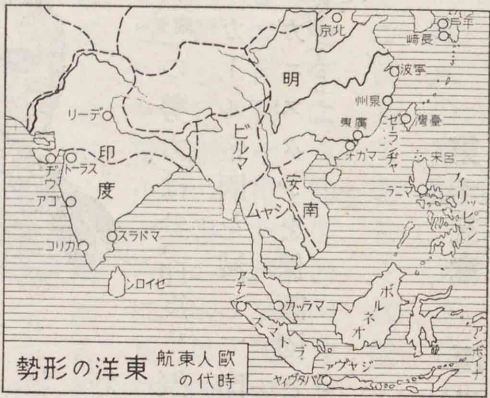 北京
平戸
長崎
明
寧波
泉州
ゼーランヂャ
臺灣
マカオ
デーリ
印度
ヂウ
スラート
ゴア
カリコ
マドラス
セイロン
ビルマ
シャム
安南
呂宋
マニラ
フィリッピン
マラッカ
スマトラ
ボルネオ
ジャヴァ
バタヴィヤ
アンボイナ
歐人東航
時代の
東洋の形勢